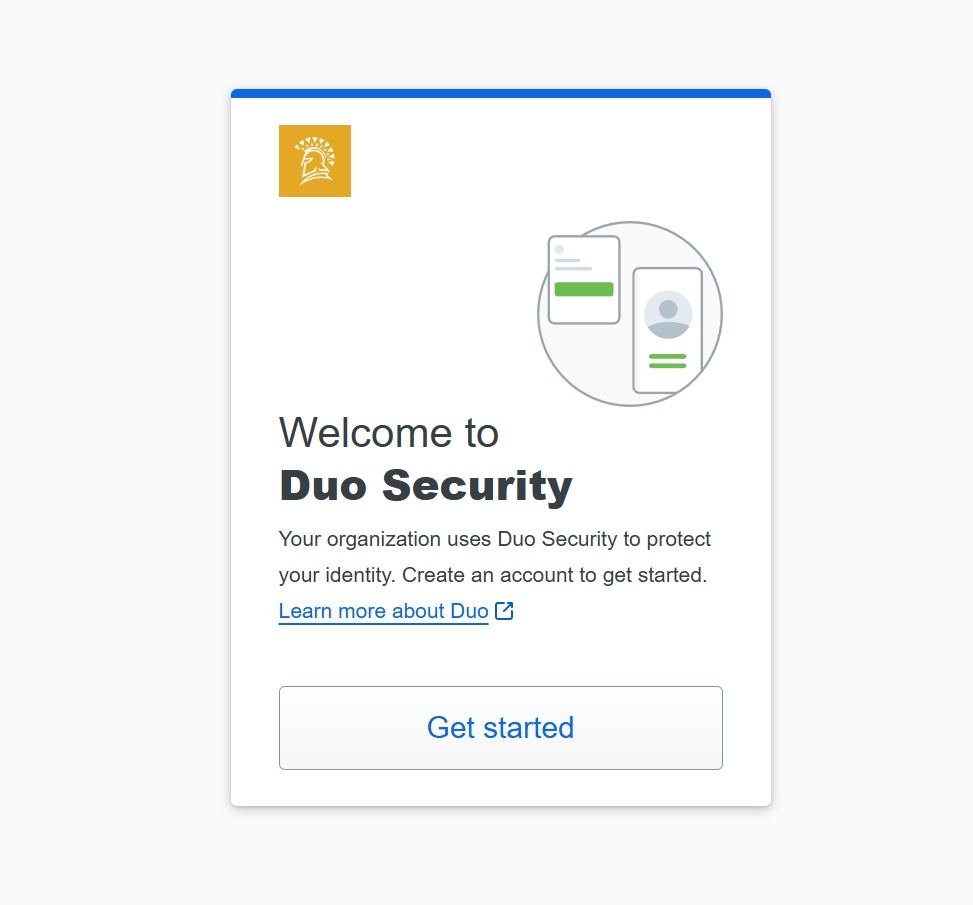 Welcome to
Duo Security
Your organization uses Duo Security to protect
your identity. Create an account to get started.
Learn more about Duo
Get started